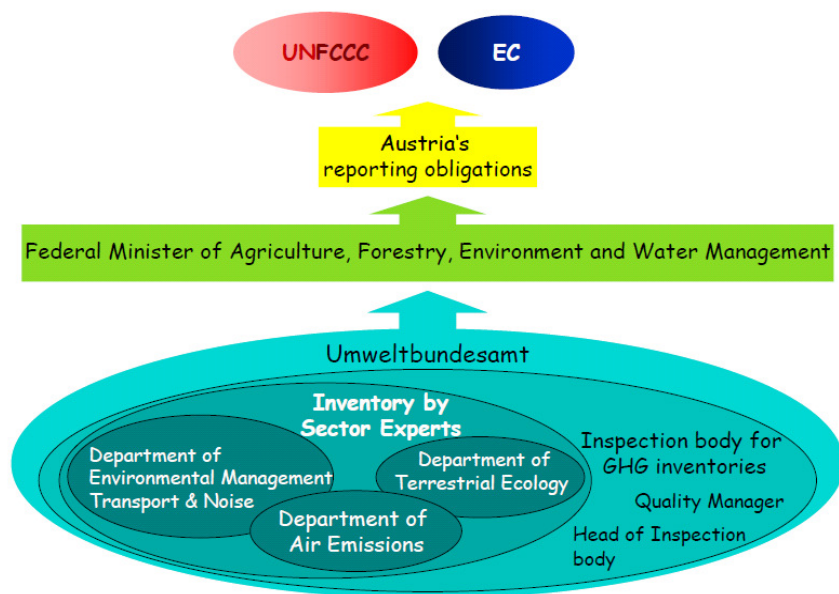 UNFCCC
EC
Austria's
reporting obligations
Federal Minister of Agriculture, Forestry, Environment and Water Management
Umweltbundesamt
Inventory by
Sector Experts
Department of
Environmental Management
Transport & Noise
Department of
Terrestrial Ecology
Department of
Air Emissions
Inspection body for
GHG inventories
Quality Manager
Head of Inspection
body